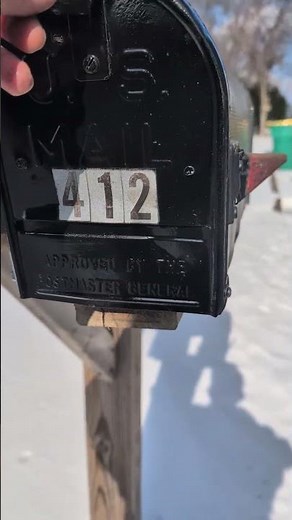 U.S.
MAIL
412
APPROVED BY THE
POSTMASTER GENERAL